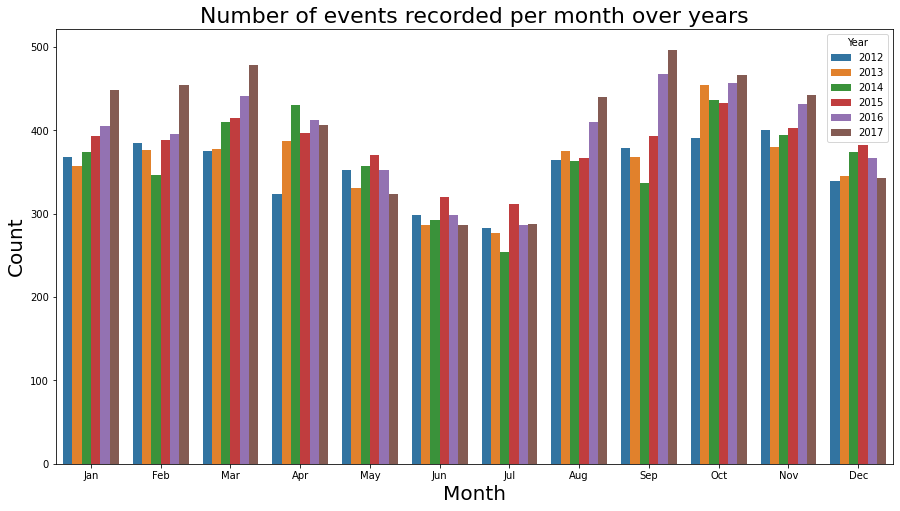 Number of events recorded per month over years
Year
2012
2013
2014
2015
2016
2017
500
400
300
200
100
0
Count
Jan Feb Mar Apr May Jun Jul Aug Sep Oct Nov Dec
Month